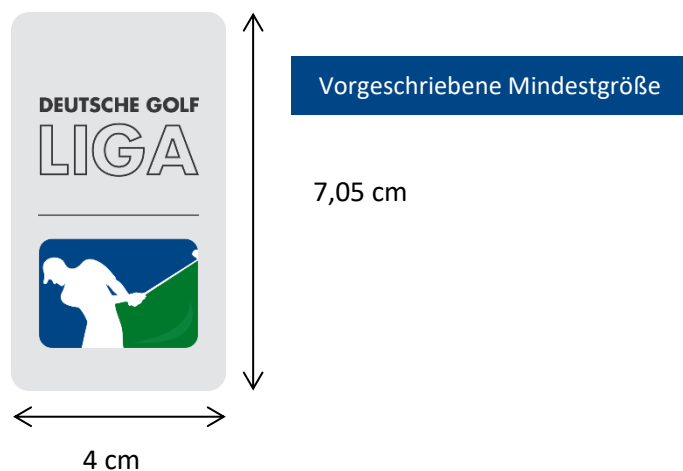 DEUTSCHE GOLF
LIGA
Vorgeschriebene Mindestgröße
7,05 cm
4 cm